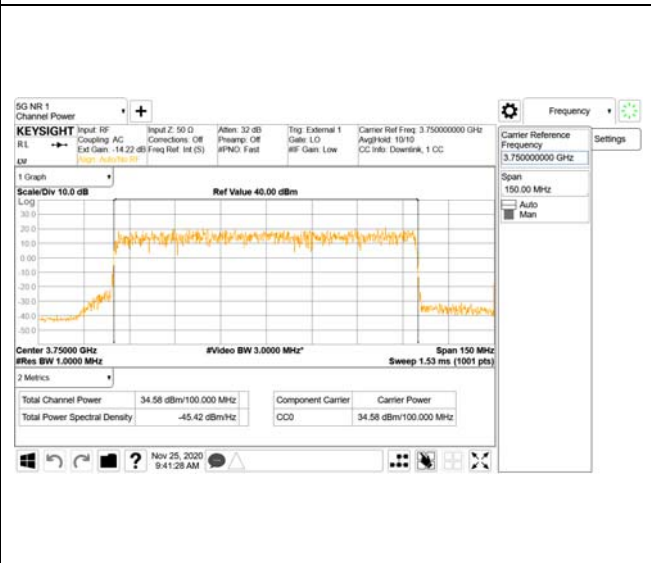 5G NR 1
Channel Power
Frequency
KEYSIGHT
Input: RF
Input Z: 50 Ω
Atten: 32 dB
Trig: External 1
Carrier Ref Freq: 3.750000000 GHz
RL
Coupling: AC
Corrections: Off
Preamp: Off
Gate: LO
Avg|Hold: 10/10
Ext Gain: -14.22 dB
Freq Ref: Int (S)
#PNO: Fast
#IF Gain: Low
CC Info: Downlink, 1 CC
Align: Auto/No RF
Carrier Reference
Frequency
3.750000000 GHz
Settings
Span
150.00 MHz
Auto
Man
1 Graph
Scale/Div 10.0 dB
Ref Value 40.00 dBm
Log
30.0
20.0
10.0
0.00
-10.0
-20.0
-30.0
-40.0
-50.0
Center 3.75000 GHz
#Video BW 3.0000 MHz*
Span 150 MHz
#Res BW 1.0000 MHz
Sweep 1.53 ms (1001 pts)
2 Metrics
Total Channel Power
34.58 dBm/100.000 MHz
Total Power Spectral Density
-45.42 dBm/Hz
Component Carrier
Carrier Power
CC0
34.58 dBm/100.000 MHz
?
Nov 25, 2020
9:41:28 AM